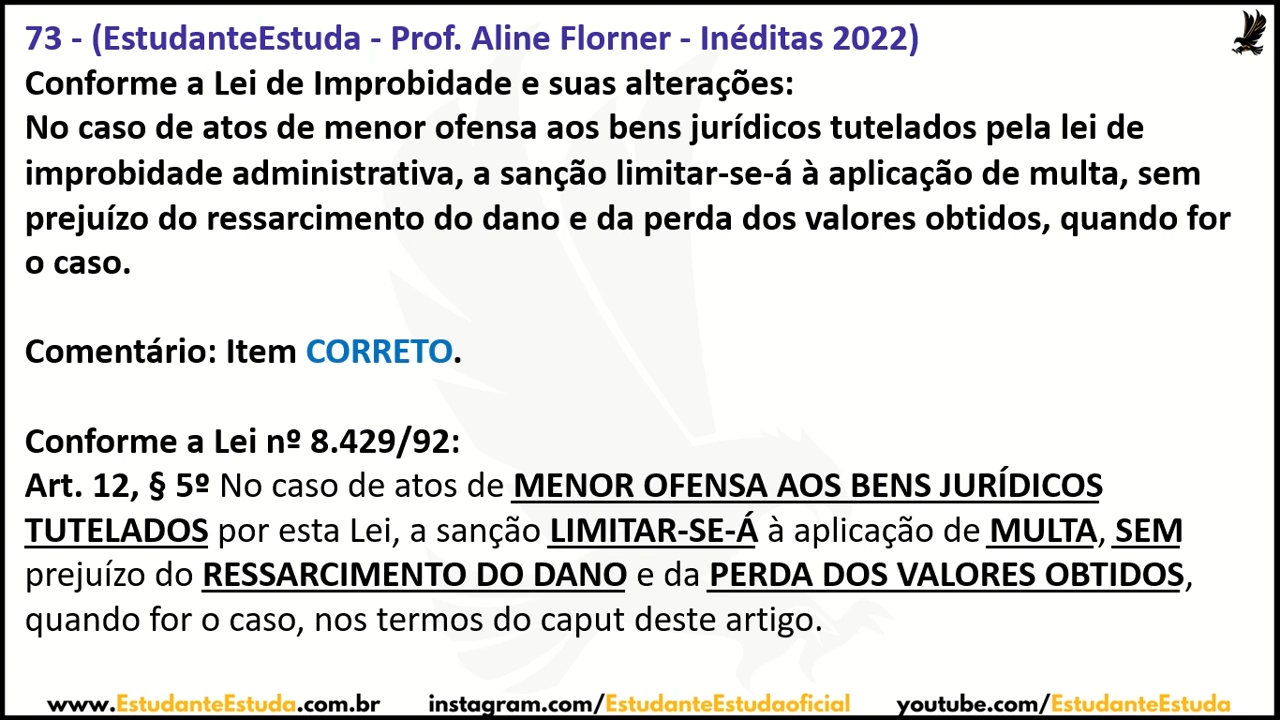 73 - (EstudanteEstuda - Prof. Aline Florner - Inéditas 2022)
Conforme a Lei de Improbidade e suas alterações:
No caso de atos de menor ofensa aos bens jurídicos tutelados pela lei de
improbidade administrativa, a sanção limitar-se-á à aplicação de multa, sem
prejuízo do ressarcimento do dano e da perda dos valores obtidos, quando for
o caso.
Comentário: Item CORRETO.
Conforme a Lei nº 8.429/92:
Art. 12, § 5º No caso de atos de MENOR OFENSA AOS BENS JURÍDICOS
TUTELADOS por esta Lei, a sanção LIMITAR-SE-Á à aplicação de MULTA, SEM
prejuízo do RESSARCIMENTO DO DANO e da PERDA DOS VALORES OBTIDOS,
quando for o caso, nos termos do caput deste artigo.
www.EstudanteEstuda.com.br instagram.com/EstudanteEstudaoficial youtube.com/EstudanteEstuda